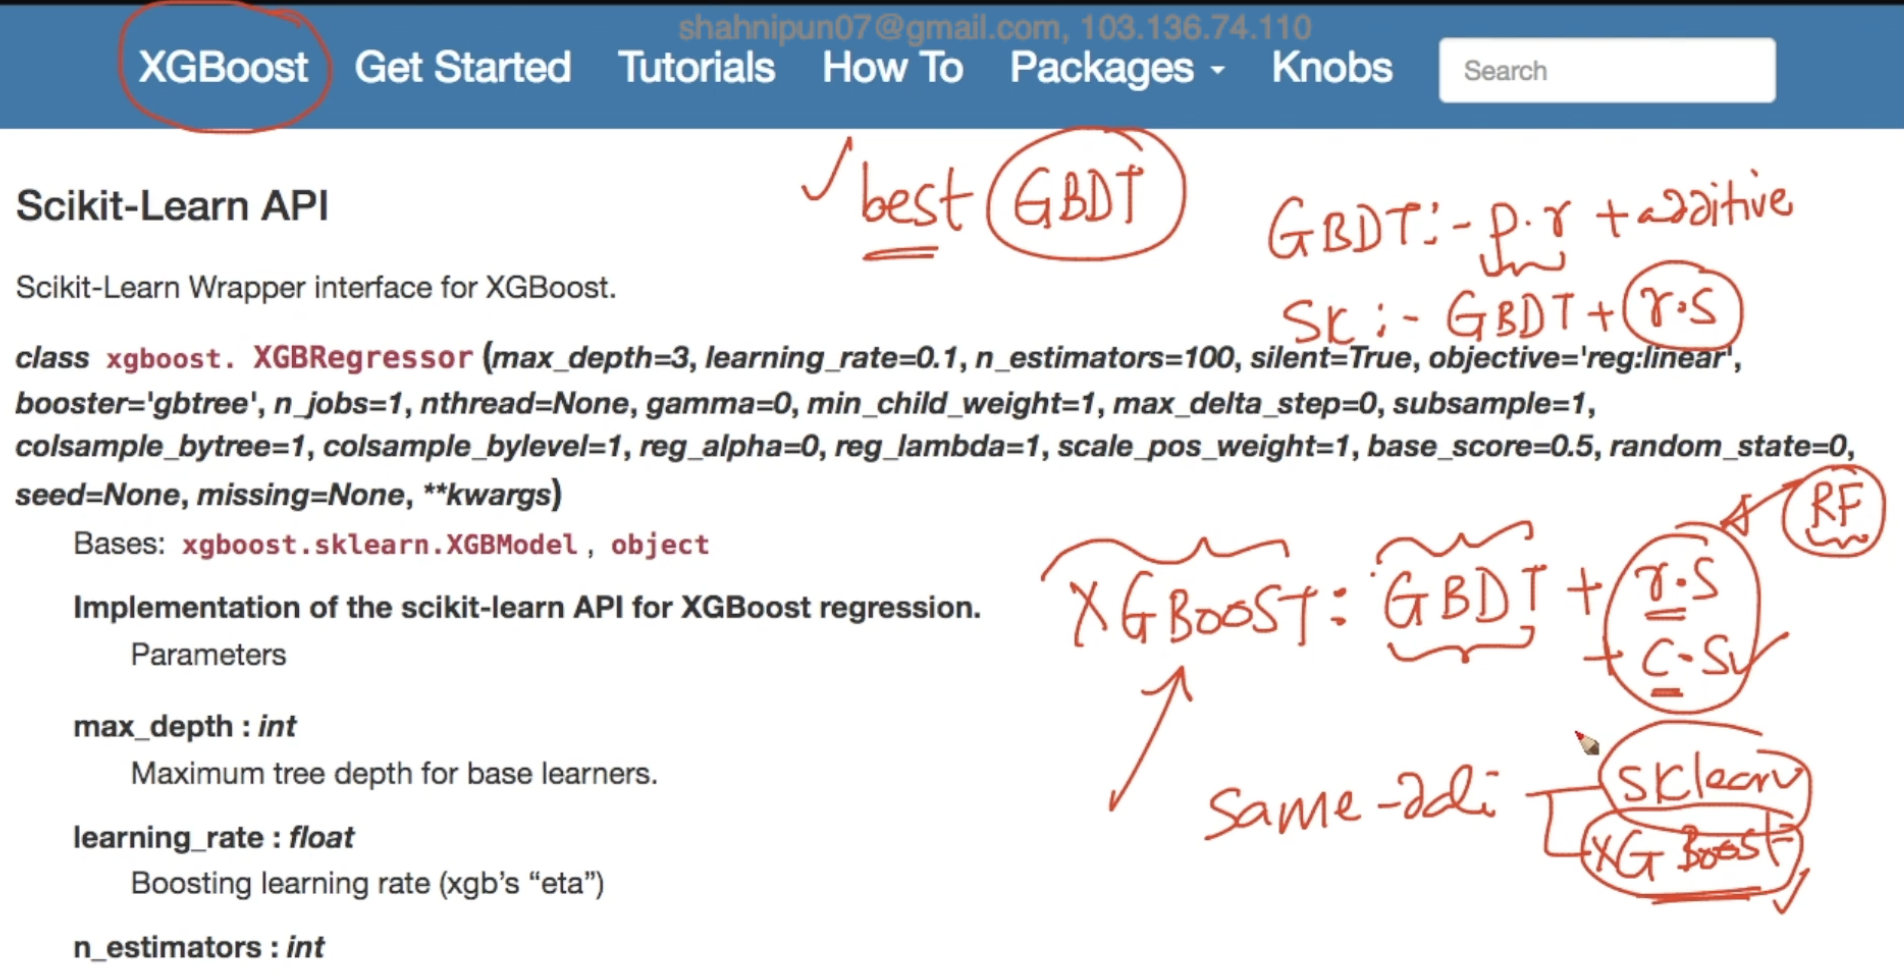 shahnipun07@gmail.com, 103.136.74.110
XGBoost Get Started Tutorials How To Packages Knobs Search
best GBDT
GBDT:- p.r + additive
Scikit-Learn API
Scikit-Learn Wrapper interface for XGBoost.
SK:- GBDT + r.s
class xgboost. XGBRegressor (max_depth=3, learning_rate=0.1, n_estimators=100, silent=True, objective='reg:linear',
booster='gbtree', n_jobs=1, nthread=None, gamma=0, min_child_weight=1, max_delta_step=0, subsample=1,
colsample_bytree=1, colsample_bylevel=1, reg_alpha=0, reg_lambda=1, scale_pos_weight=1, base_score=0.5, random_state=0,
seed=None, missing=None, **kwargs)
RF
Bases: xgboost.sklearn.XGBModel , object
XGBOOST: GBDT + r.s
+ C.S
Implementation of the scikit-learn API for XGBoost regression.
Parameters
max_depth : int
Maximum tree depth for base learners.
same
sklearn
XGBoost
learning_rate : float
Boosting learning rate (xgb’s “eta”)
n_estimators : int